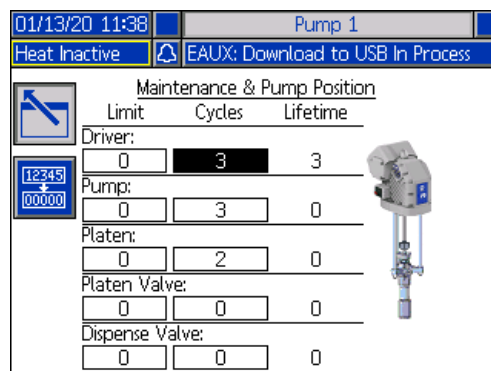 01/13/20 11:38 Pump 1
Heat Inactive EAUX: Download to USB In Process
Maintenance & Pump Position
Limit Cycles Lifetime
Driver:
0 3 3
12345
00000
Pump:
0 3 0
Platen:
0 2 0
Platen Valve:
0 0 0
Dispense Valve:
0 0 0